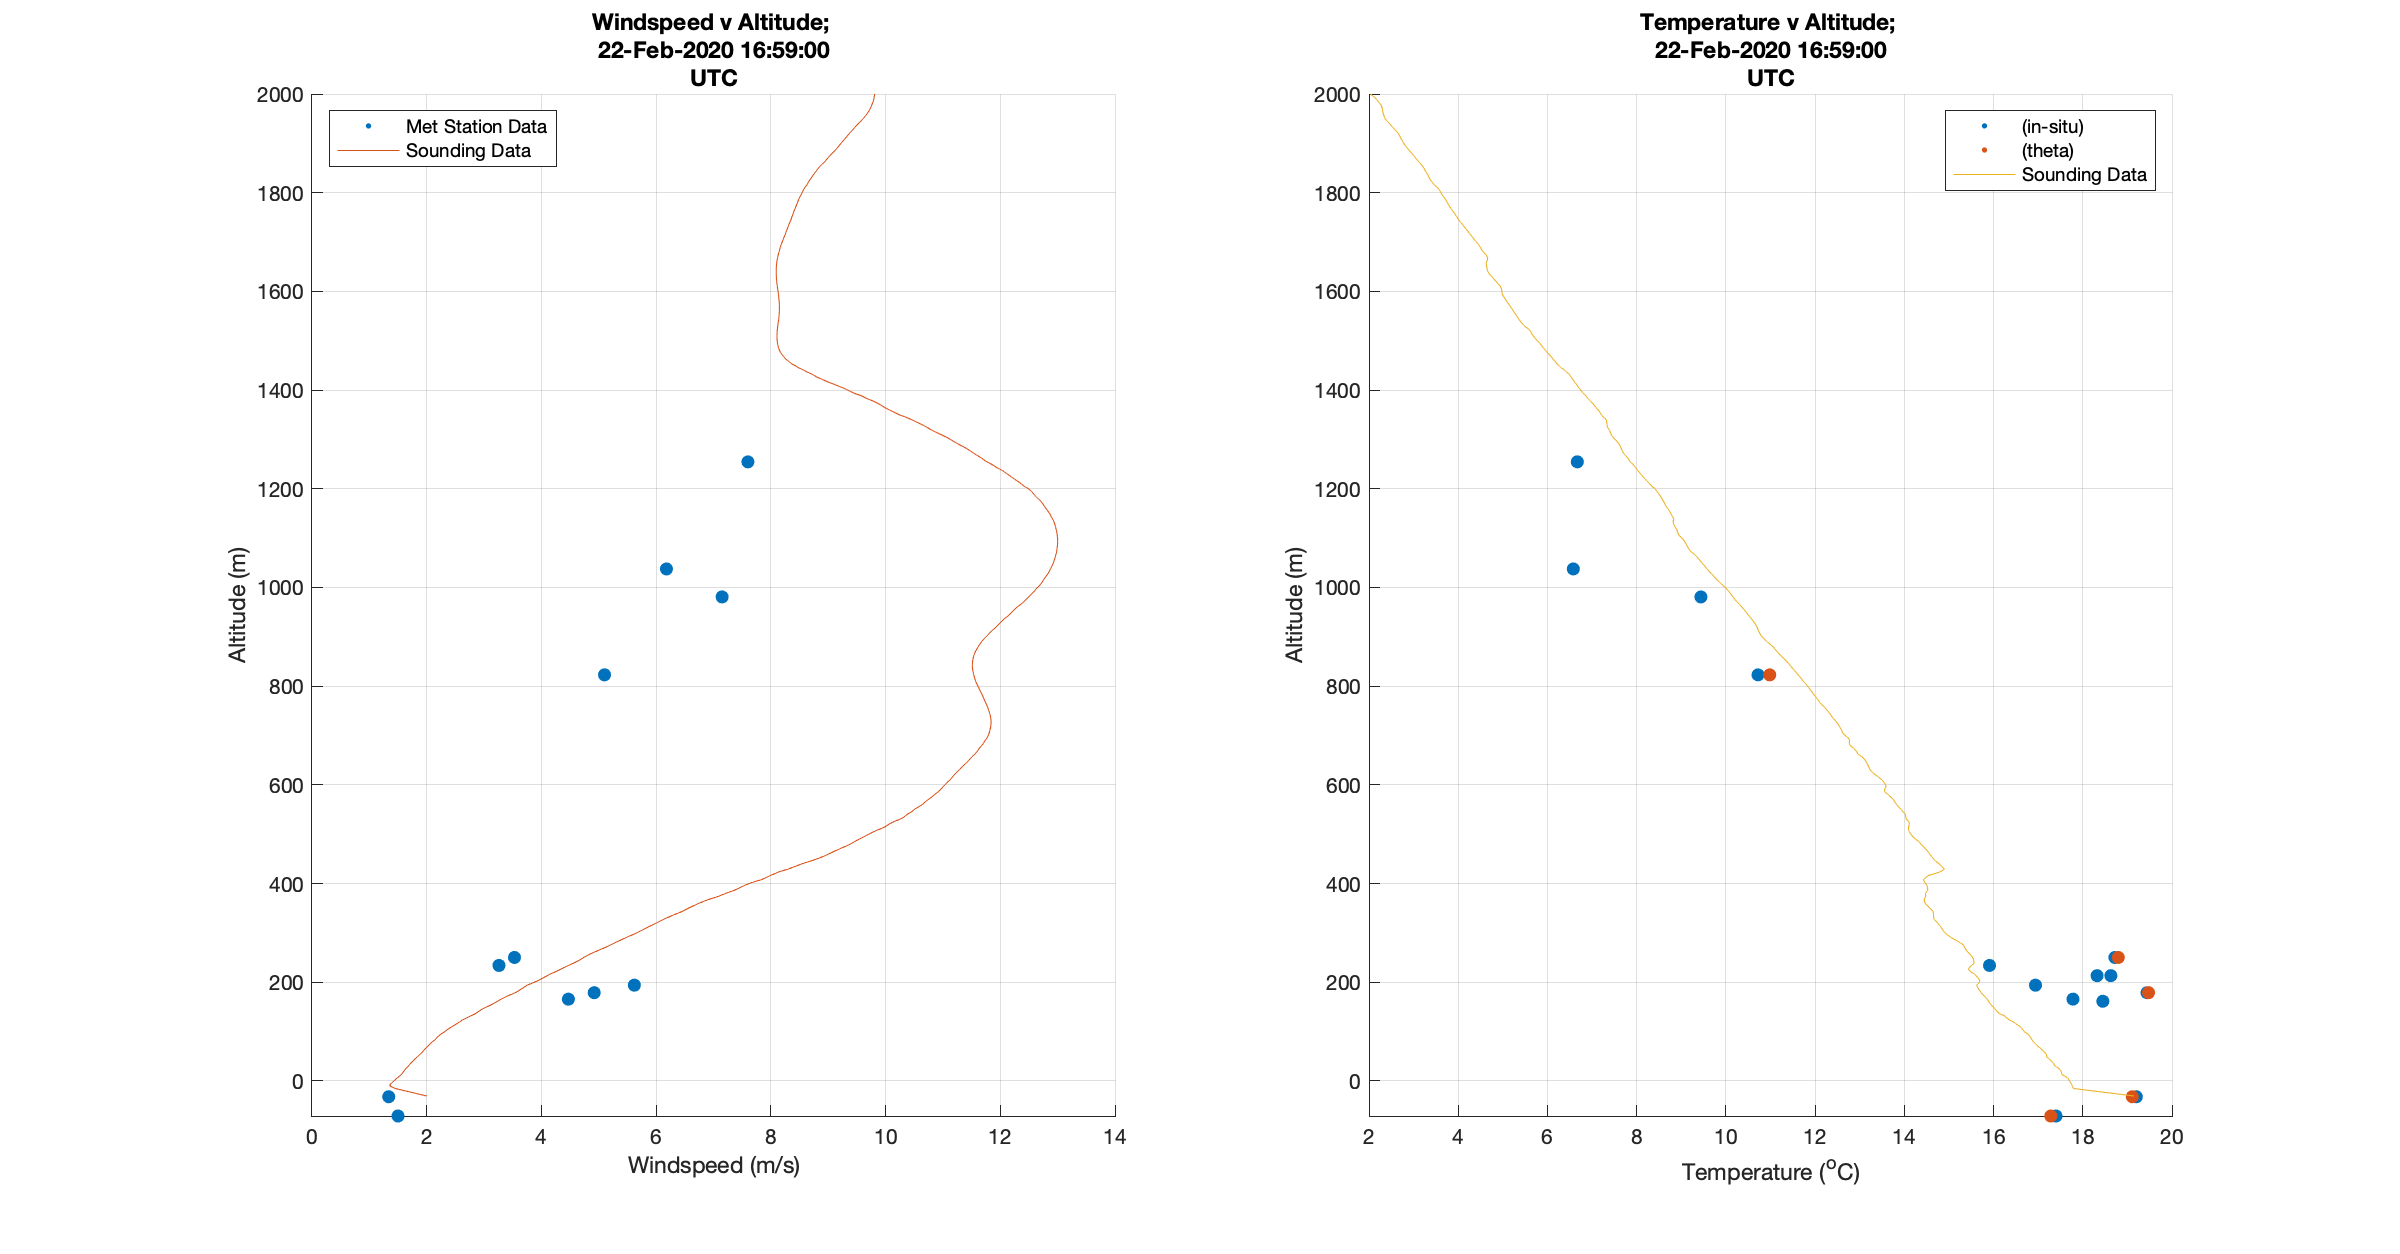 Windspeed v Altitude;
22-Feb-2020 16:59:00
UTC
Met Station Data
Sounding Data
2000
1800
1600
1400
1200
1000
800
600
400
200
0
Altitude (m)
0 2 4 6 8 10 12 14
Windspeed (m/s)
Temperature v Altitude;
22-Feb-2020 16:59:00
UTC
(in-situ)
(theta)
Sounding Data
2000
1800
1600
1400
1200
1000
800
600
400
200
0
Altitude (m)
2 4 6 8 10 12 14 16 18 20
Temperature (°C)